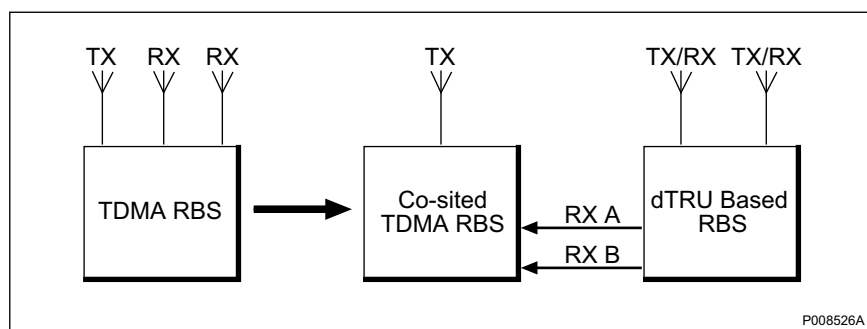 TX RX RX TX TX/RX TX/RX
TDMA RBS
Co-sited
TDMA RBS
RX A
RX B
dTRU Based
RBS
P008526A